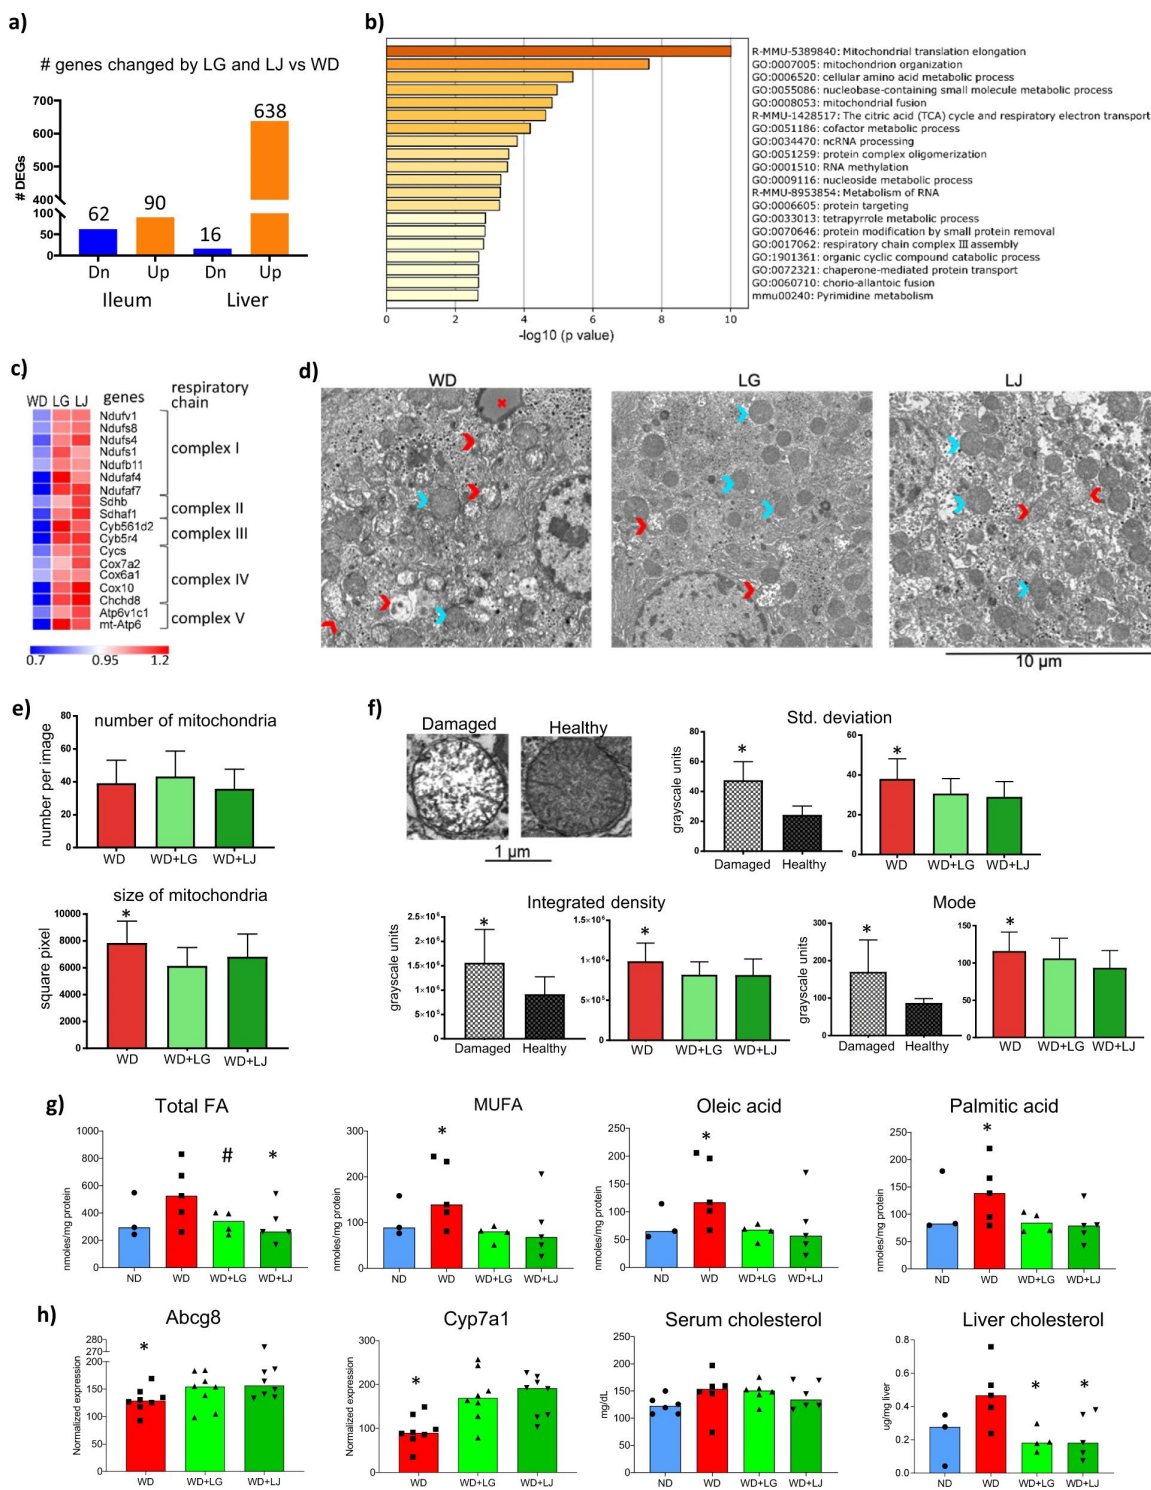 a)
# genes changed by LG and LJ vs WD
# DEGs
700
600
500
400
100
50
0
62
90
16
638
Dn
Up
Dn
Up
Ileum
Liver
b)
R-MMU-5389840: Mitochondrial translation elongation
GO:0007005: mitochondrion organization
GO:0006520: cellular amino acid metabolic process
GO:0055086: nucleobase-containing small molecule metabolic process
GO:0008053: mitochondrial fusion
R-MMU-1428517: The citric acid (TCA) cycle and respiratory electron transport
GO:0051186: cofactor metabolic process
GO:0034470: ncRNA processing
GO:0051259: protein complex oligomerization
GO:0001510: RNA methylation
GO:0009116: nucleoside metabolic process
R-MMU-8953854: Metabolism of RNA
GO:0006605: protein targeting
GO:0033013: tetrapyrrole metabolic process
GO:0070646: protein modification by small protein removal
GO:0017062: respiratory chain complex III assembly
GO:1901361: organic cyclic compound catabolic process
GO:0072321: chaperone-mediated protein transport
GO:0060710: chorio-allantoic fusion
mmu00240: Pyrimidine metabolism
0 2 4 6 8 10
-log10 (p value)
c)
WD LG LJ genes
respiratory
chain
Ndufv1
Ndufs8
Ndufs4
Ndufs1
Ndufb11
Ndufaf4
Ndufaf7
Sdhb
Sdhaf1
Cyb561d2
Cyb5r4
Cycs
Cox7a2
Cox6a1
Cox10
Chchd8
Atp6v1c1
mt-Atp6
complex I
complex II
complex III
complex IV
complex V
0.7 0.95 1.2
d)
WD
LG
LJ
10 µm
e)
number of mitochondria
number per image
80
60
40
20
0
WD WD+LG WD+LJ
size of mitochondria
square pixel
10000
8000
6000
4000
2000
0
*
WD WD+LG WD+LJ
f)
Damaged
Healthy
1 µm
Std. deviation
grayscale units
80
60
40
20
0
*
Damaged Healthy
60
40
20
0
*
WD WD+LG WD+LJ
Integrated density
grayscale units
2.5×10⁶
2×10⁶
1.5×10⁶
1×10⁶
5×10⁵
0
*
Damaged Healthy
1.5×10⁶
1×10⁶
5×10⁵
0
*
WD WD+LG WD+LJ
Mode
grayscale units
300
200
100
0
*
Damaged Healthy
150
100
50
0
*
WD WD+LG WD+LJ
g)
Total FA
nmoles/mg protein
1000
800
600
400
200
0
# *
ND WD WD+LG WD+LJ
MUFA
nmoles/mg protein
300
200
100
0
*
ND WD WD+LG WD+LJ
Oleic acid
nmoles/mg protein
250
200
150
100
50
0
*
ND WD WD+LG WD+LJ
Palmitic acid
nmoles/mg protein
250
200
150
100
50
0
*
ND WD WD+LG WD+LJ
h)
Abcg8
Normalized expression
280
270
200
150
100
50
0
*
WD WD+LG WD+LJ
Cyp7a1
Normalized expression
300
200
100
0
*
WD WD+LG WD+LJ
Serum cholesterol
mg/dL
250
200
150
100
50
0
ND WD WD+LG WD+LJ
Liver cholesterol
ug/mg liver
0.8
0.6
0.4
0.2
0.0
* *
ND WD WD+LG WD+LJ